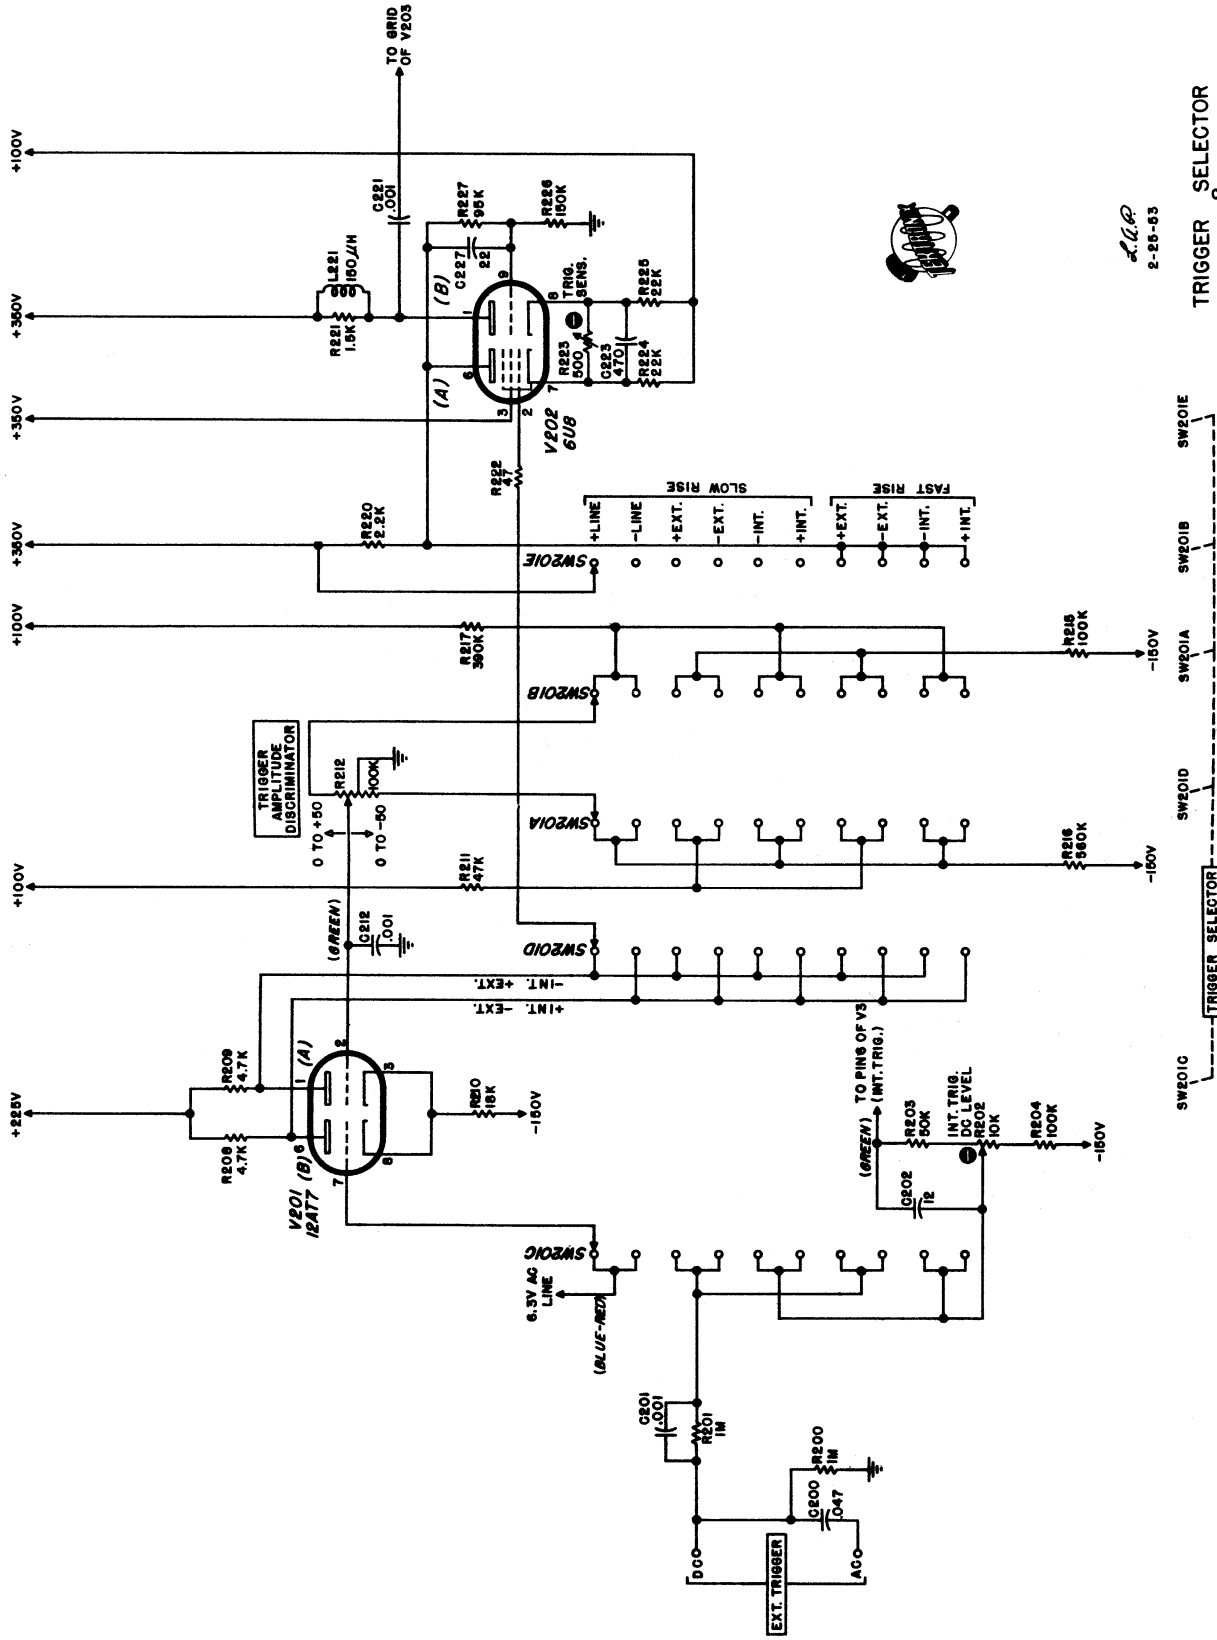 EXT. TRIGGER
DC
AC
C200
.047
R200
1M
C201
.001
R201
1M
6.3V AC
LINE
(BLUE-RED)
SW201C
C202
12
(GREEN)
TO PIN6 OF V3
(INT. TRIG.)
R203
50K
INT. TRIG.
DC LEVEL
R202
10K
R204
100K
-150V
V201
12AT7
(B)
(A)
7
6
1
2
8
3
R208
4.7K
R209
4.7K
+225V
R210
18K
-150V
+INT. -EXT.
-INT. +EXT.
(GREEN)
C212
.001
SW201D
+100V
R211
47K
0 TO +50
0 TO -50
TRIGGER
AMPLITUDE
DISCRIMINATOR
R212
100K
SW201A
R216
560K
-150V
SW201B
+100V
R217
390K
R215
100K
-150V
SW201E
+350V
R220
2.2K
+LINE
-LINE
+EXT.
-EXT.
-INT.
+INT.
SLOW RISE
+EXT.
-EXT.
-INT.
+INT.
FAST RISE
R222
47
+350V
V202
6U8
(A)
(B)
3
2
6
7
1
8
9
+350V
R221
1.5K
L221
150μH
C221
.001
TO GRID
OF V203
C227
22
R227
95K
R226
150K
TRIG.
SENS.
R223
500
C223
470
R224
22K
R225
22K
+100V
SW201C
TRIGGER SELECTOR
SW201D
SW201A
SW201B
SW201E
TEKTRONIX
2-25-53
TRIGGER SELECTOR